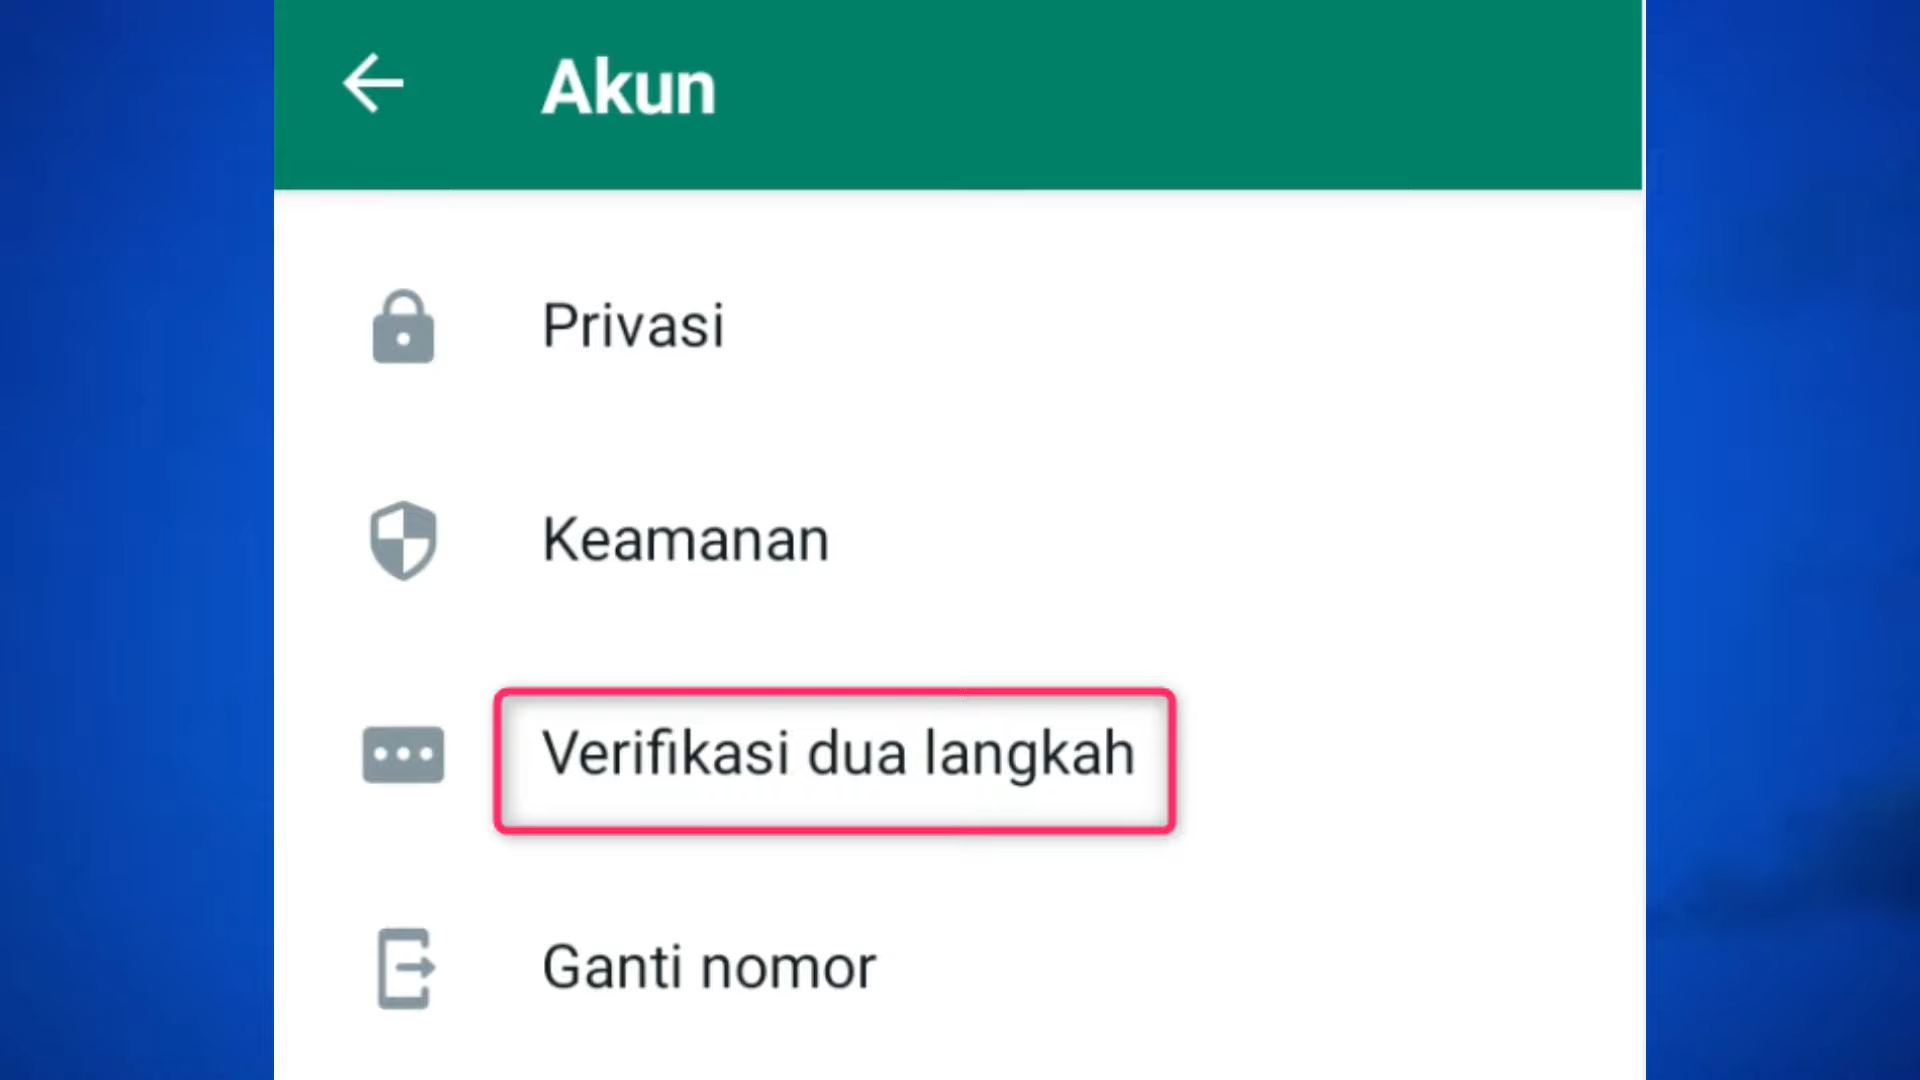 Akun
Privasi
Keamanan
Verifikasi dua langkah
Ganti nomor